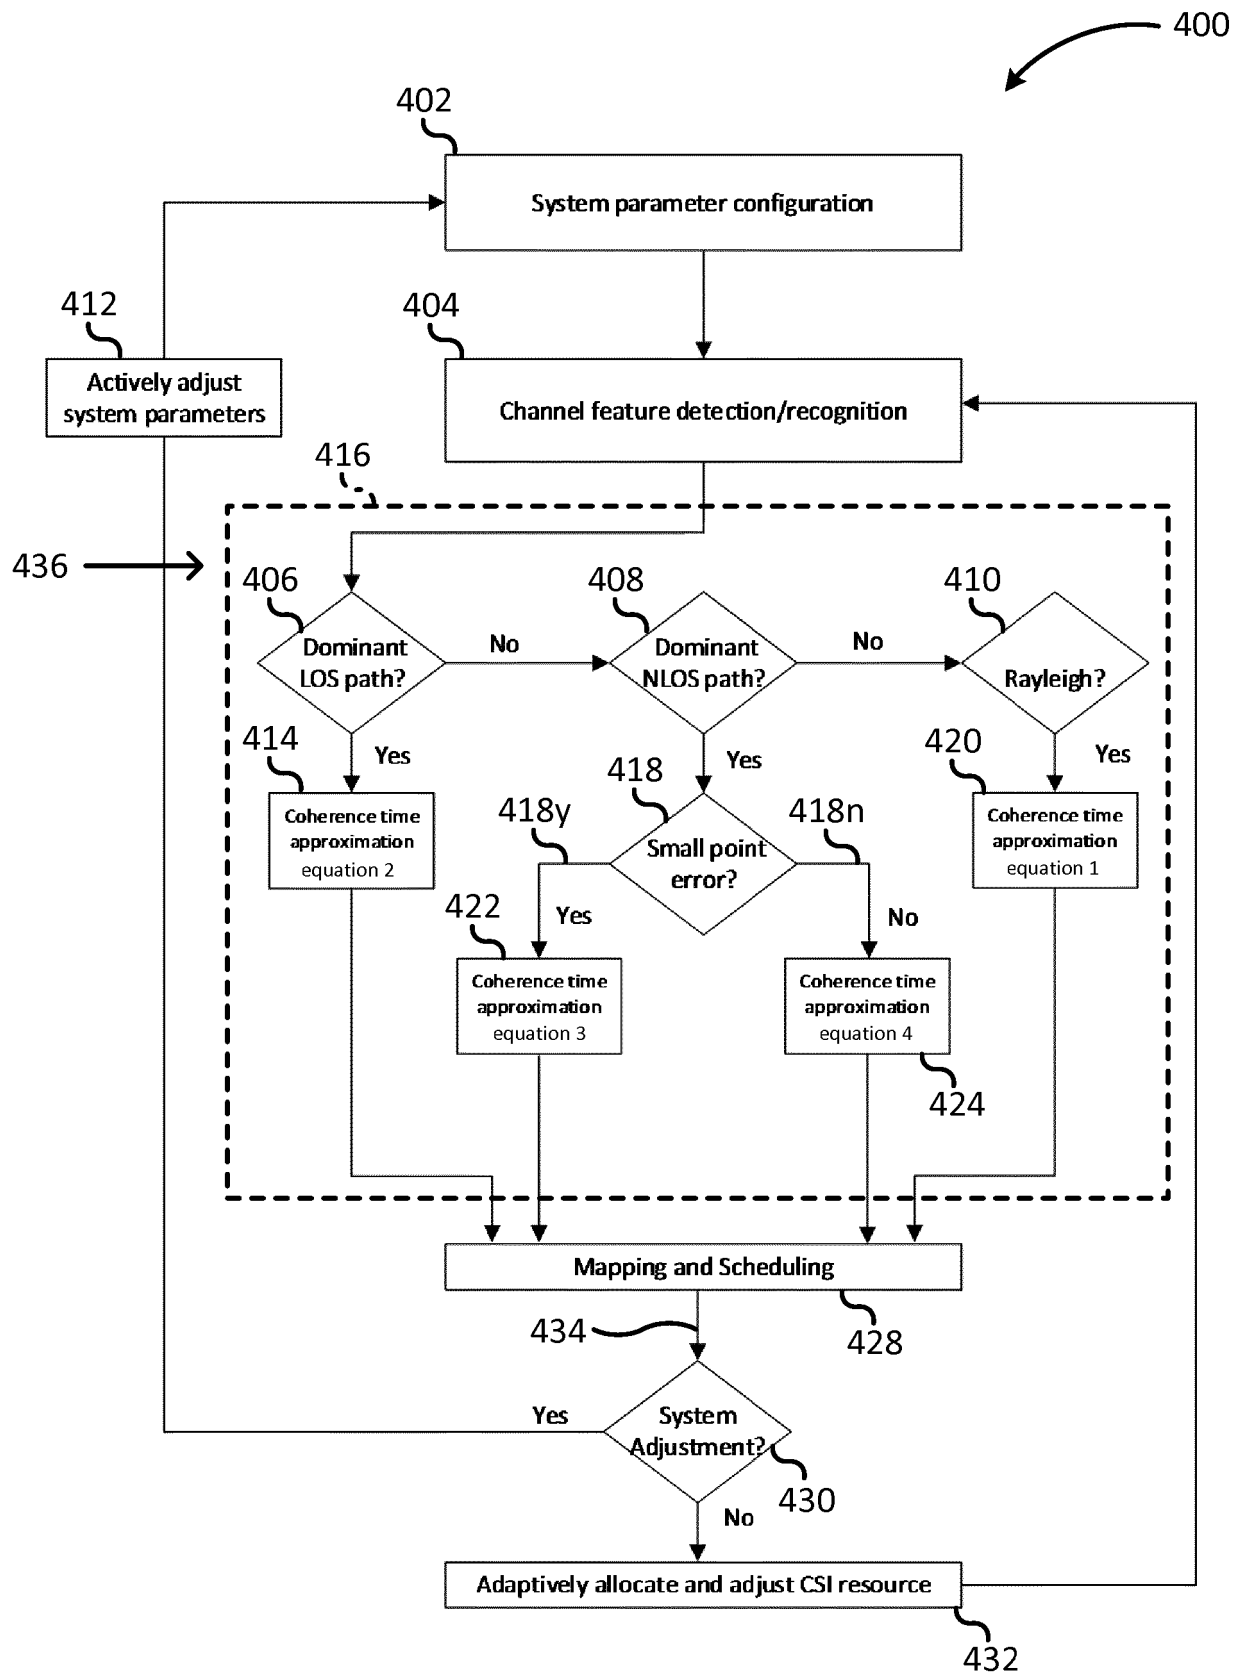 400
402
System parameter configuration
412
404
Actively adjust
system parameters
Channel feature detection/recognition
416
436
406
408
410
Dominant
LOS path?
No
Dominant
NLOS path?
No
Rayleigh?
414
Yes
418
Yes
420
Yes
Coherence time
approximation
equation 2
418y
Small point
error?
418n
Coherence time
approximation
equation 1
422
Yes
No
Coherence time
approximation
equation 3
Coherence time
approximation
equation 4
424
Mapping and Scheduling
434
428
Yes
System
Adjustment?
430
No
Adaptively allocate and adjust CSI resource
432